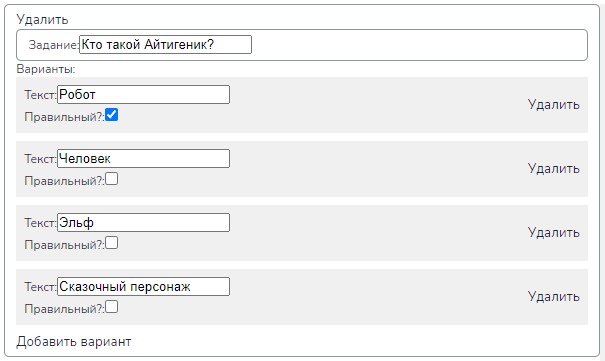 Удалить
Задание:Кто такой Айтигеник?
Варианты:
Текст:Робот
Правильный?:
Удалить
Текст:Человек
Правильный?:
Удалить
Текст:Эльф
Правильный?:
Удалить
Текст:Сказочный персонаж
Правильный?:
Удалить
Добавить вариант